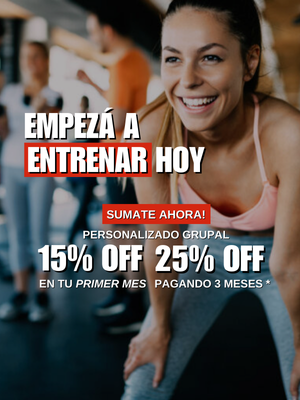 EMPEZÁ A
ENTRENAR HOY
SUMATE AHORA!
PERSONALIZADO GRUPAL
15% OFF 25% OFF
EN TU PRIMER MES PAGANDO 3 MESES *